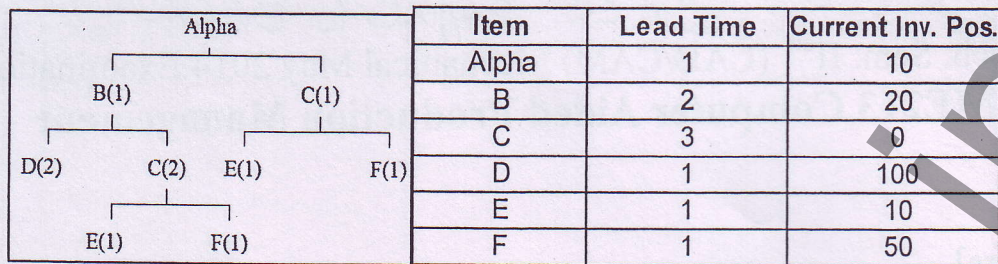 Alpha
B(1) C(1)
D(2) C(2) E(1) F(1)
E(1) F(1)
Item Lead Time Current Inv. Pos.
Alpha 1 10
B 2 20
C 3 0
D 1 100
E 1 10
F 1 50